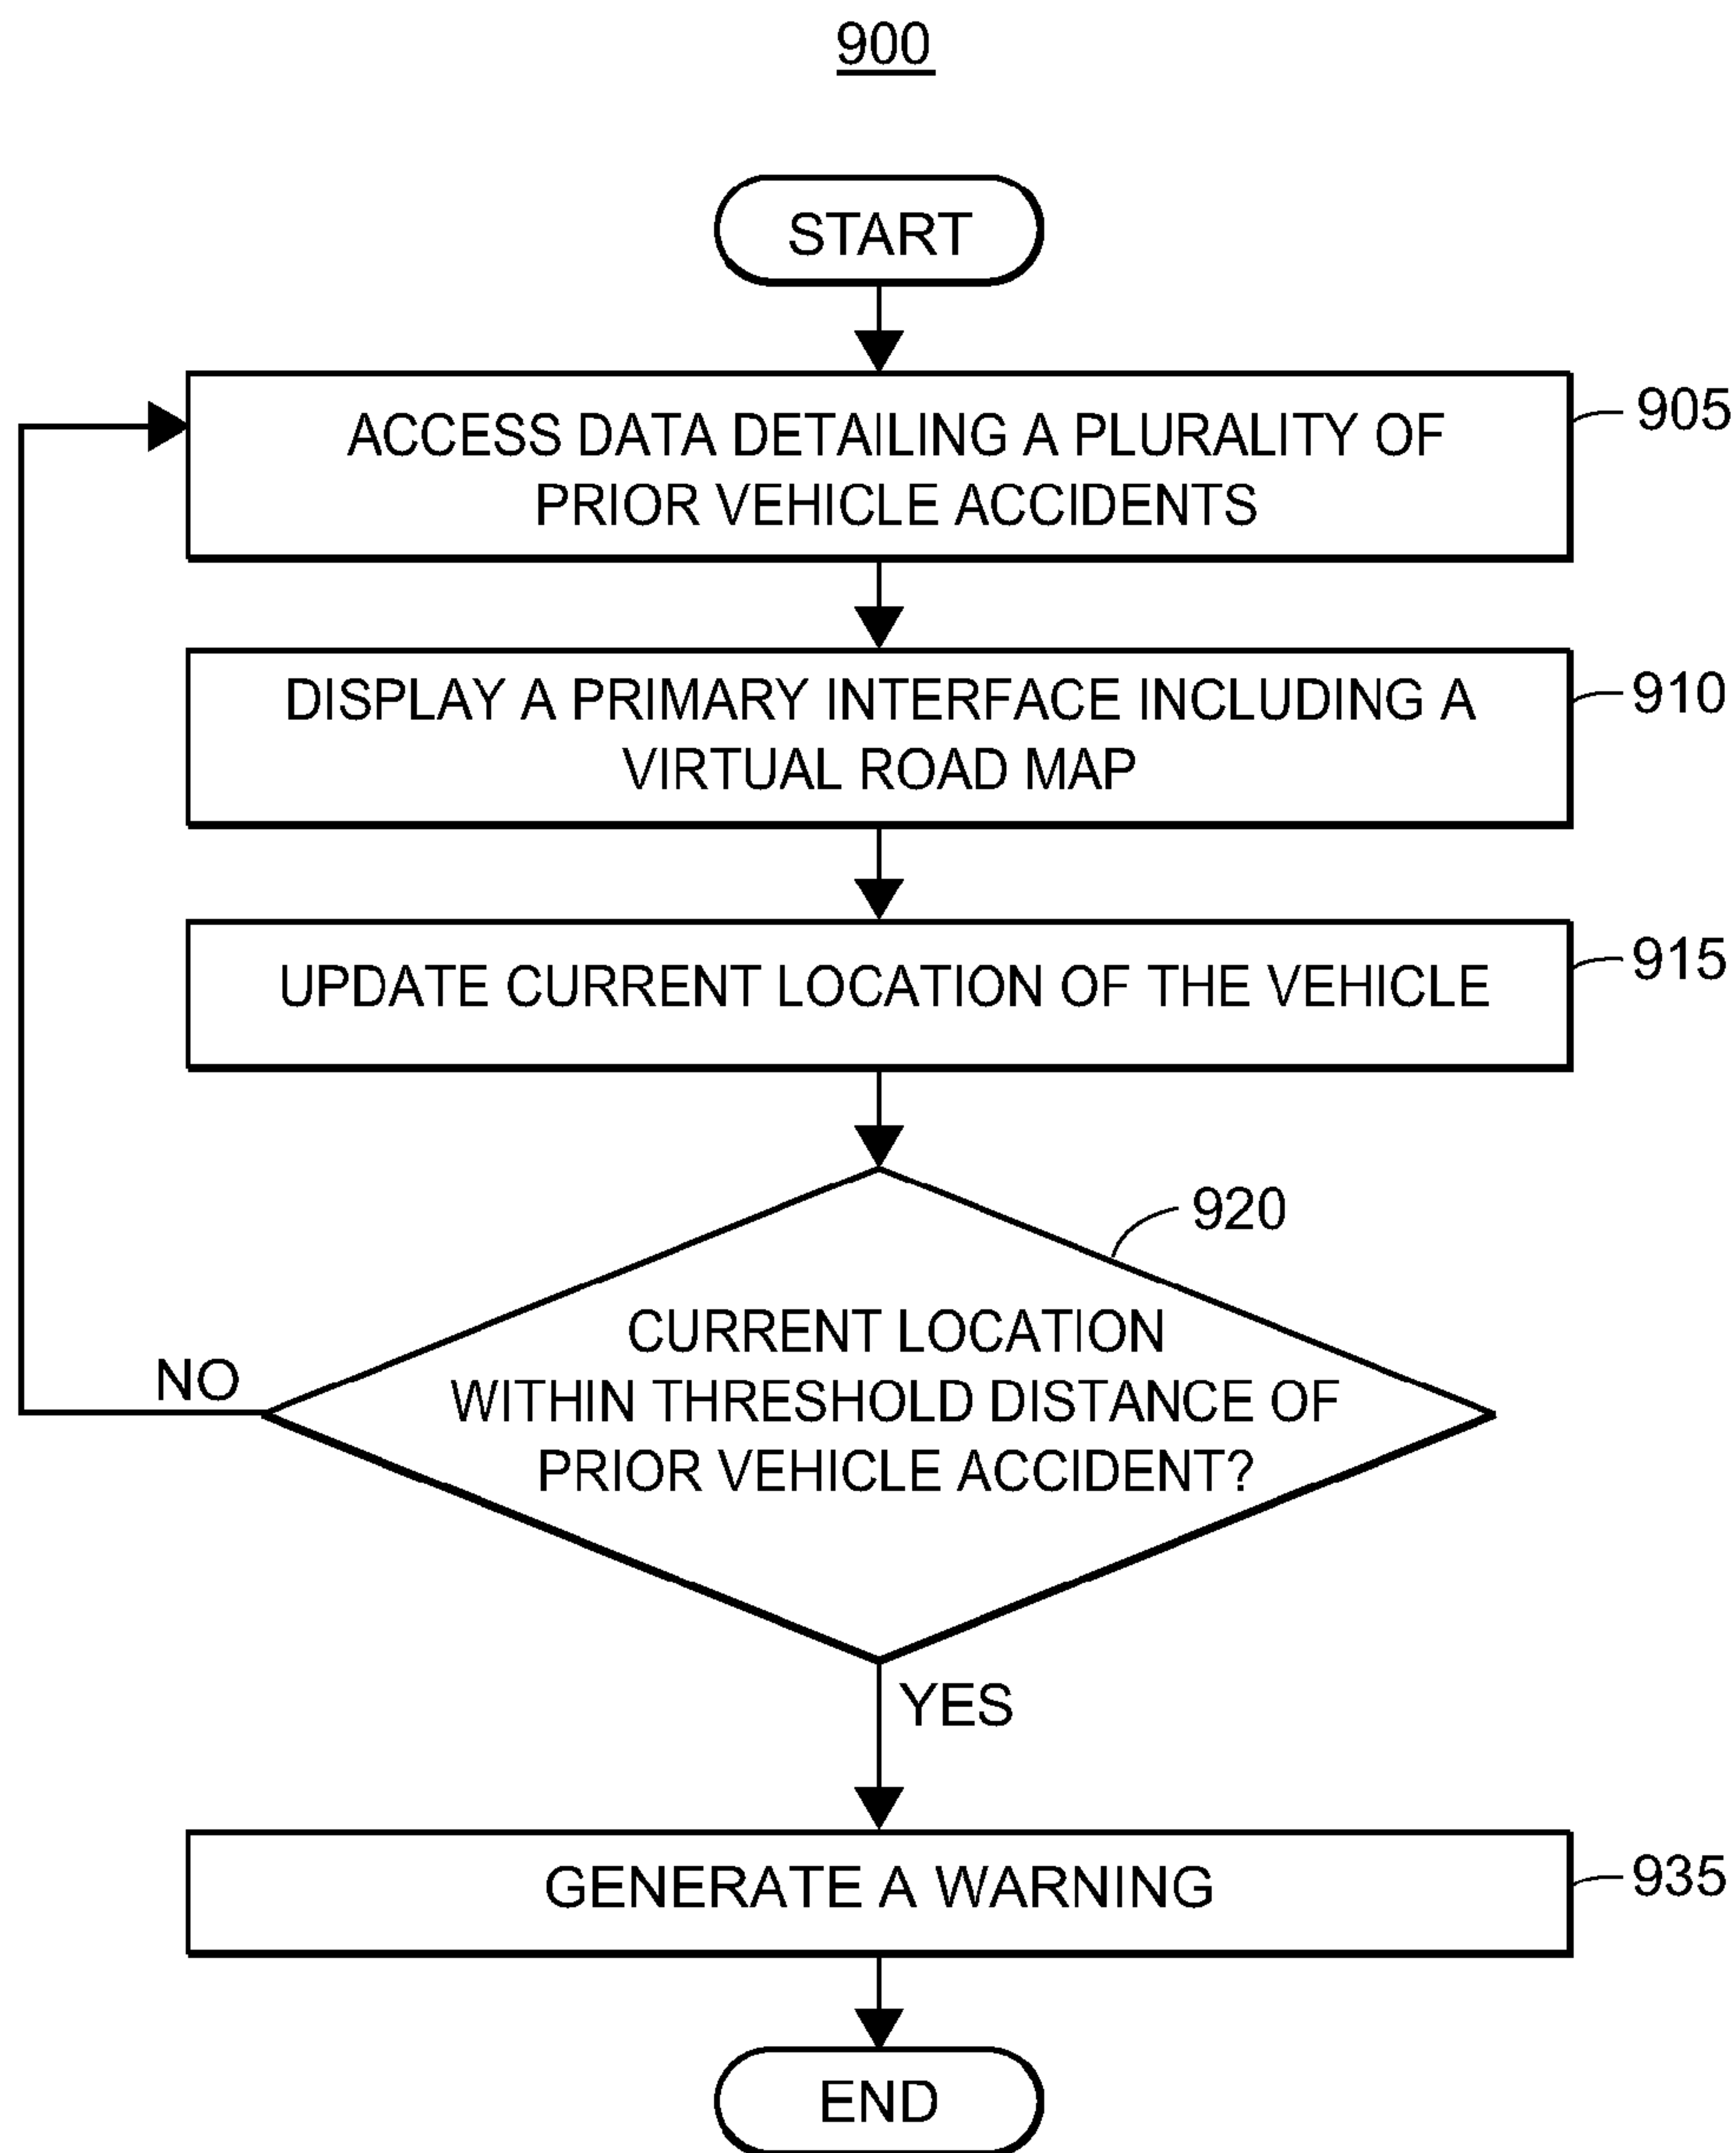 900
START
ACCESS DATA DETAILING A PLURALITY OF
PRIOR VEHICLE ACCIDENTS
905
DISPLAY A PRIMARY INTERFACE INCLUDING A
VIRTUAL ROAD MAP
910
UPDATE CURRENT LOCATION OF THE VEHICLE
915
920
CURRENT LOCATION
WITHIN THRESHOLD DISTANCE OF
PRIOR VEHICLE ACCIDENT?
NO
YES
GENERATE A WARNING
935
END